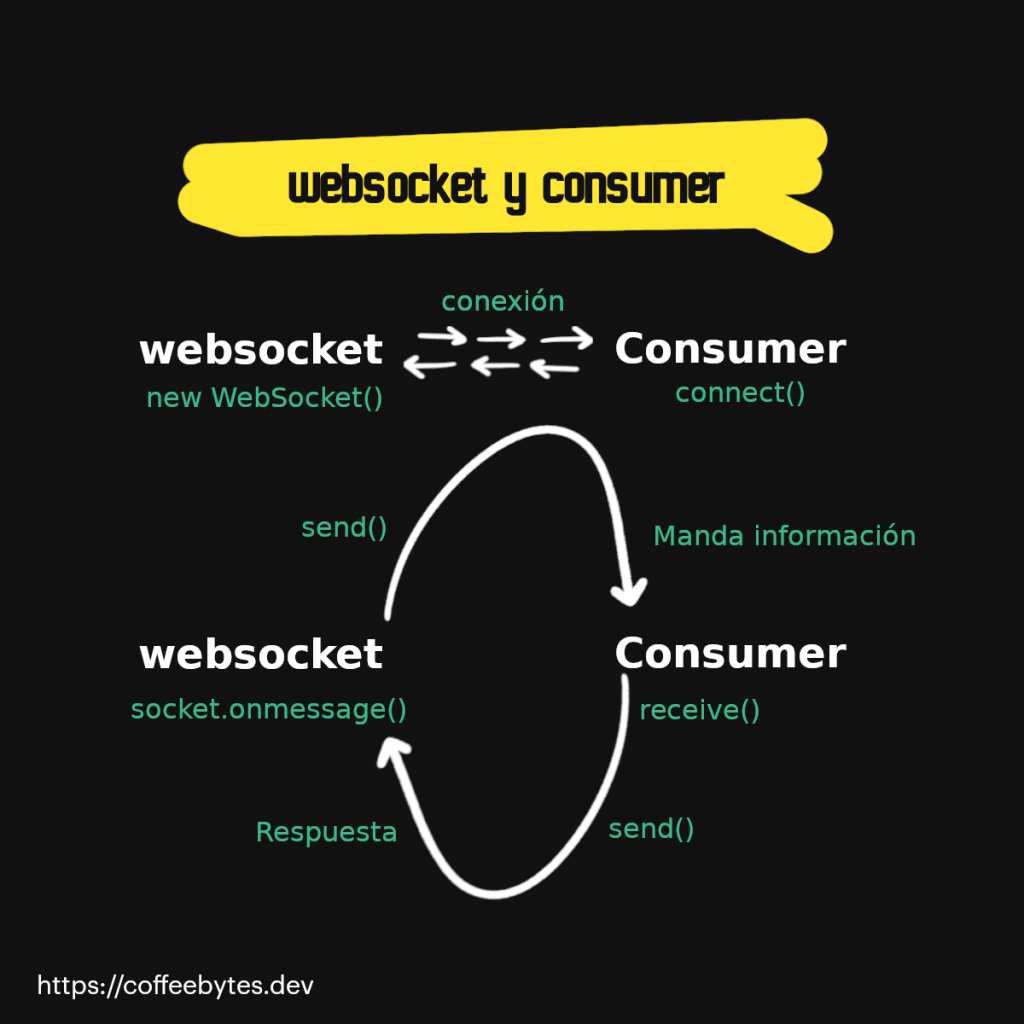 websocket y consumer
conexión
websocket
Consumer
new WebSocket()
connect()
send()
Manda información
websocket
Consumer
socket.onmessage()
receive()
Respuesta
send()
https://coffeebytes.dev